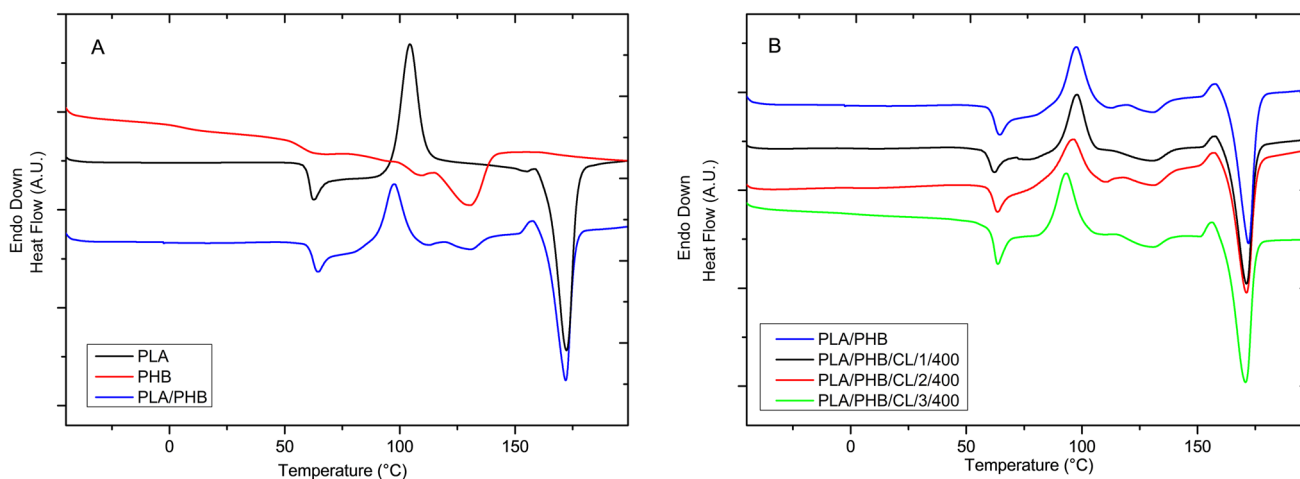 A
Endo Down
Heat Flow (A.U.)
PLA
PHB
PLA/PHB
0
50
100
150
Temperature (°C)
B
Endo Down
Heat Flow (A.U.)
PLA/PHB
PLA/PHB/CL/1/400
PLA/PHB/CL/2/400
PLA/PHB/CL/3/400
0
50
100
150
Temperature (°C)